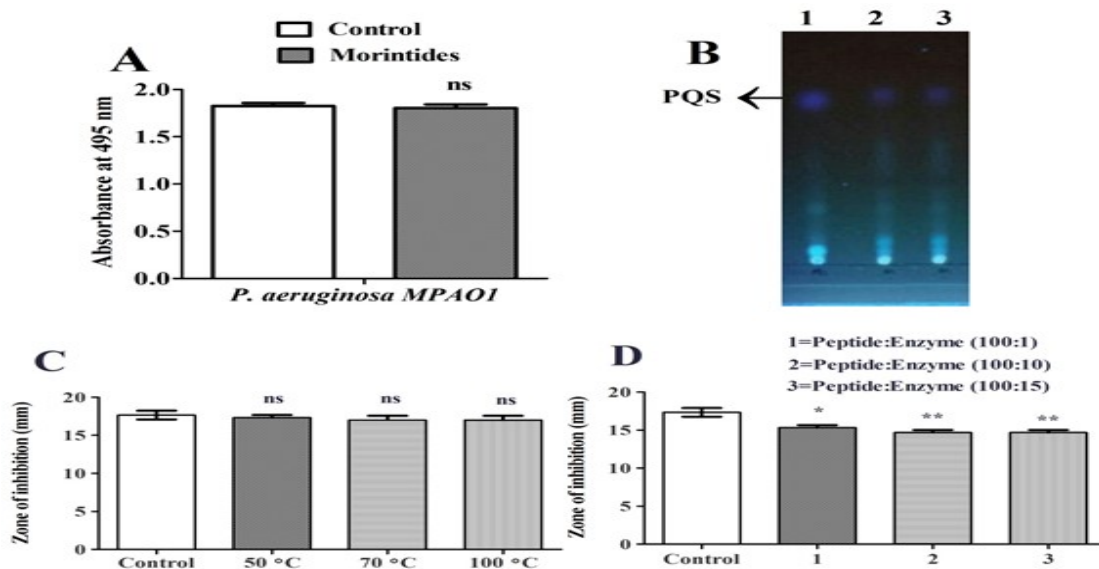 A
Control
Morintides
ns
Absorbance at 495 nm
2.0
1.5
1.0
0.5
0.0
P. aeruginosa MPAO1
B
1 2 3
PQS
C
Zone of inhibition (mm)
20
15
10
5
0
ns ns ns
Control 50 °C 70 °C 100 °C
D
1=Peptide:Enzyme (100:1)
2=Peptide:Enzyme (100:10)
3=Peptide:Enzyme (100:15)
Zone of inhibition (mm)
20
15
10
5
0
* ** **
Control 1 2 3